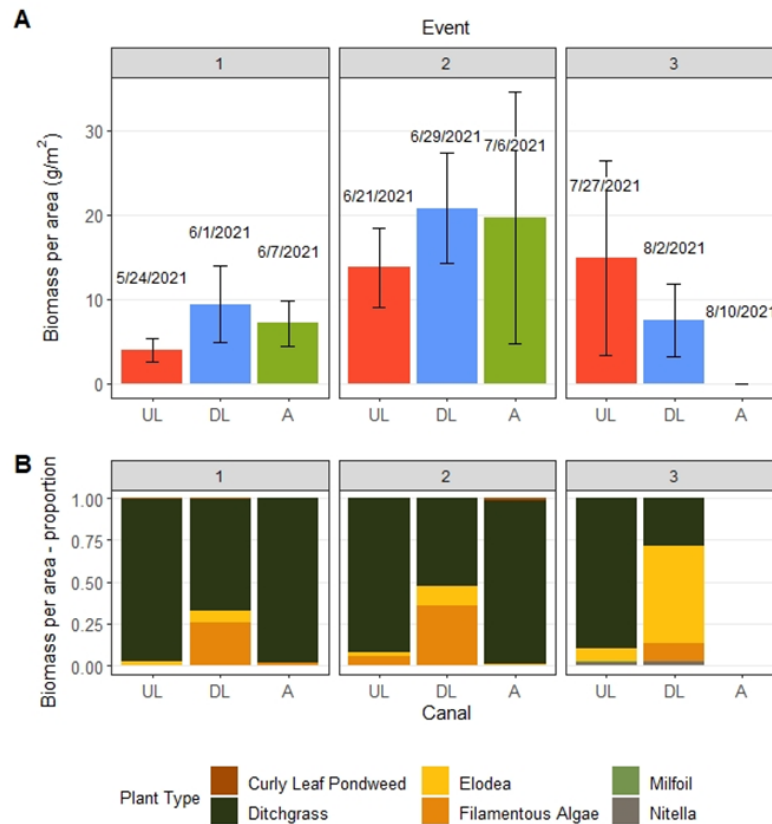 A
Event
1 2 3
Biomass per area (g/m²)
30
20
10
0
5/24/2021 6/1/2021 6/7/2021
6/21/2021 6/29/2021 7/6/2021
7/27/2021 8/2/2021 8/10/2021
UL DL A UL DL A UL DL A
B
1 2 3
Biomass per area - proportion
1.00
0.75
0.50
0.25
0.00
UL DL A UL DL A UL DL A
Canal
Plant Type
Curly Leaf Pondweed Elodea Milfoil
Ditchgrass Filamentous Algae Nitella